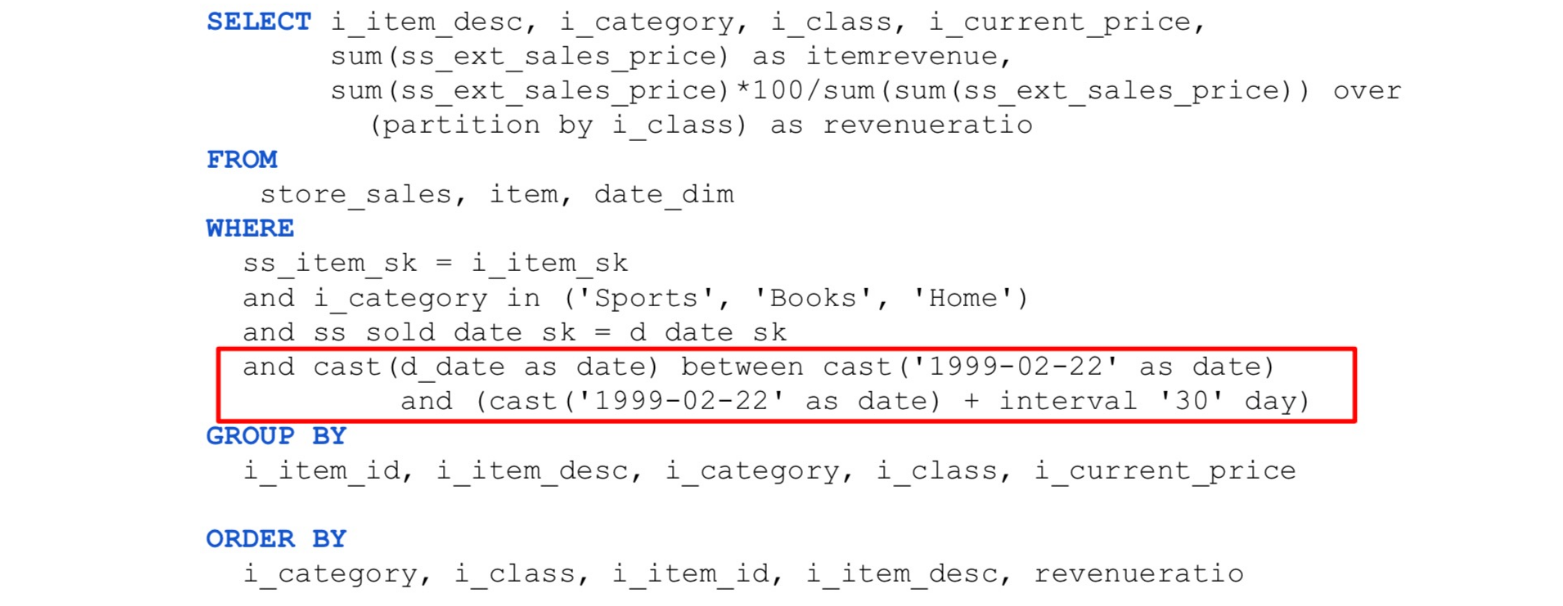 SELECT i_item_desc, i_category, i_class, i_current_price,
sum(ss_ext_sales_price) as itemrevenue,
sum(ss_ext_sales_price)*100/sum(sum(ss_ext_sales_price)) over
(partition by i_class) as revenueratio
FROM
store_sales, item, date_dim
WHERE
ss_item_sk = i_item_sk
and i_category in ('Sports', 'Books', 'Home')
and ss_sold_date_sk = d_date_sk
and cast(d_date as date) between cast('1999-02-22' as date)
and (cast('1999-02-22' as date) + interval '30' day)
GROUP BY
i_item_id, i_item_desc, i_category, i_class, i_current_price
ORDER BY
i_category, i_class, i_item_id, i_item_desc, revenueratio